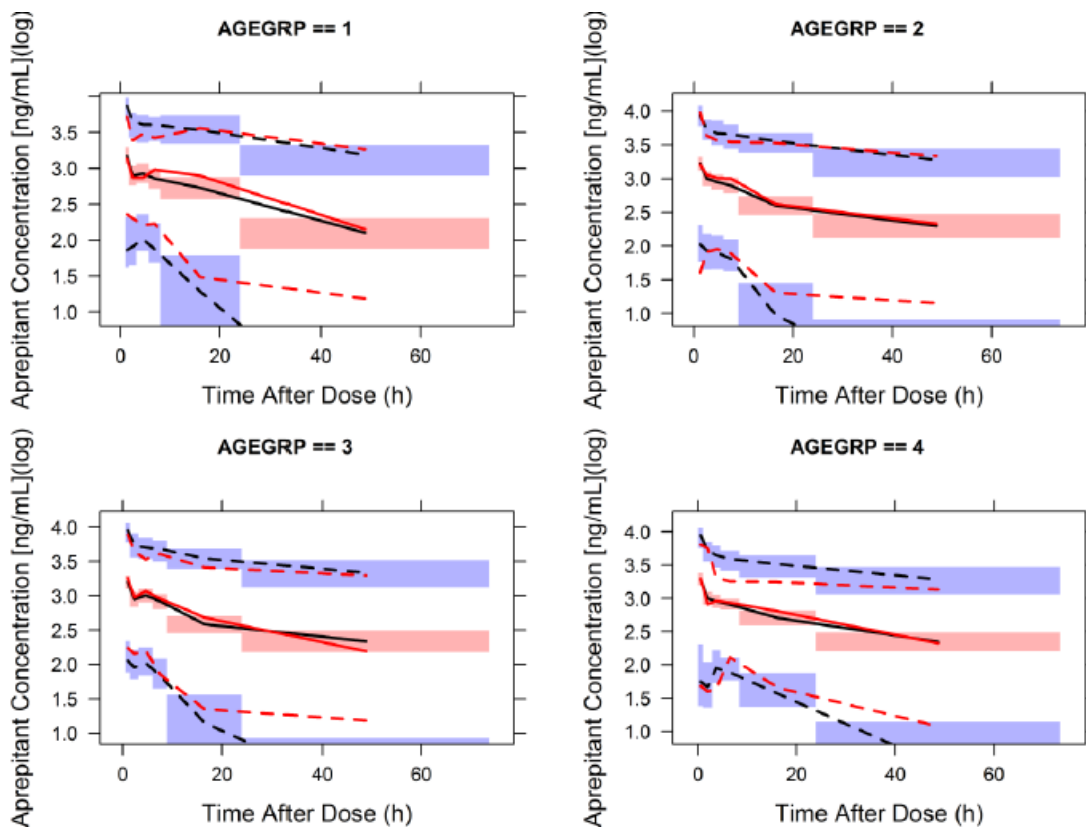 AGEGRP == 1
Aprepitant Concentration [ng/mL](log)
3.5
3.0
2.5
2.0
1.5
1.0
0 20 40 60
Time After Dose (h)
AGEGRP == 2
Aprepitant Concentration [ng/mL](log)
4.0
3.5
3.0
2.5
2.0
1.5
1.0
0 20 40 60
Time After Dose (h)
AGEGRP == 3
Aprepitant Concentration [ng/mL](log)
4.0
3.5
3.0
2.5
2.0
1.5
1.0
0 20 40 60
Time After Dose (h)
AGEGRP == 4
Aprepitant Concentration [ng/mL](log)
4.0
3.5
3.0
2.5
2.0
1.5
1.0
0 20 40 60
Time After Dose (h)